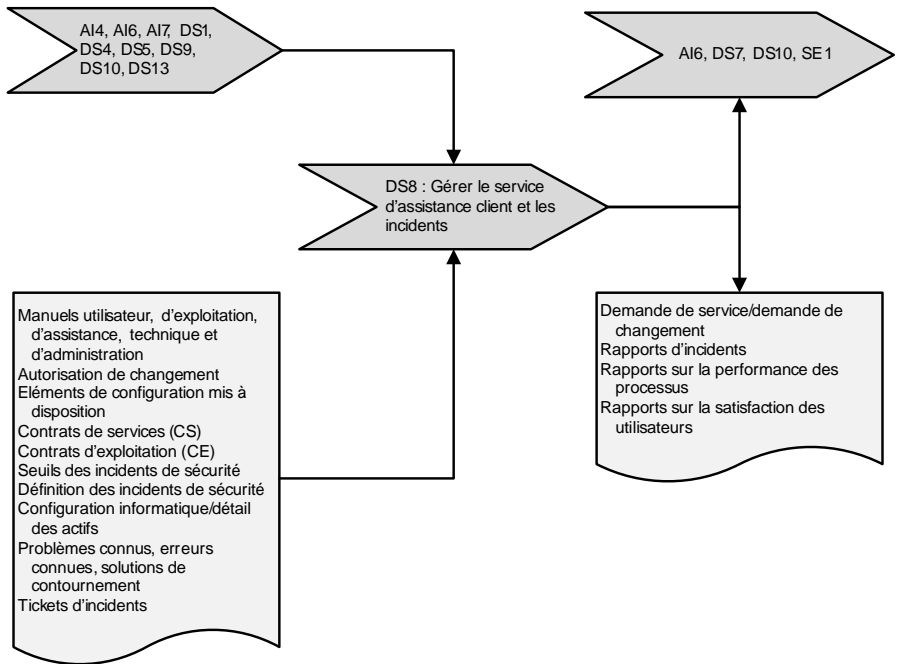 AI4, AI6, AI7, DS1,
DS4, DS5, DS9,
DS10, DS13
AI6, DS7, DS10, SE1
DS8 : Gérer le service
d’assistance client et les
incidents
Manuels utilisateur, d’exploitation,
d’assistance, technique et
d’administration
Autorisation de changement
Eléments de configuration mis à
disposition
Contrats de services (CS)
Contrats d’exploitation (CE)
Seuils des incidents de sécurité
Définition des incidents de sécurité
Configuration informatique/détail
des actifs
Problèmes connus, erreurs
connues, solutions de
contournement
Tickets d’incidents
Demande de service/demande de
changement
Rapports d’incidents
Rapports sur la performance des
processus
Rapports sur la satisfaction des
utilisateurs